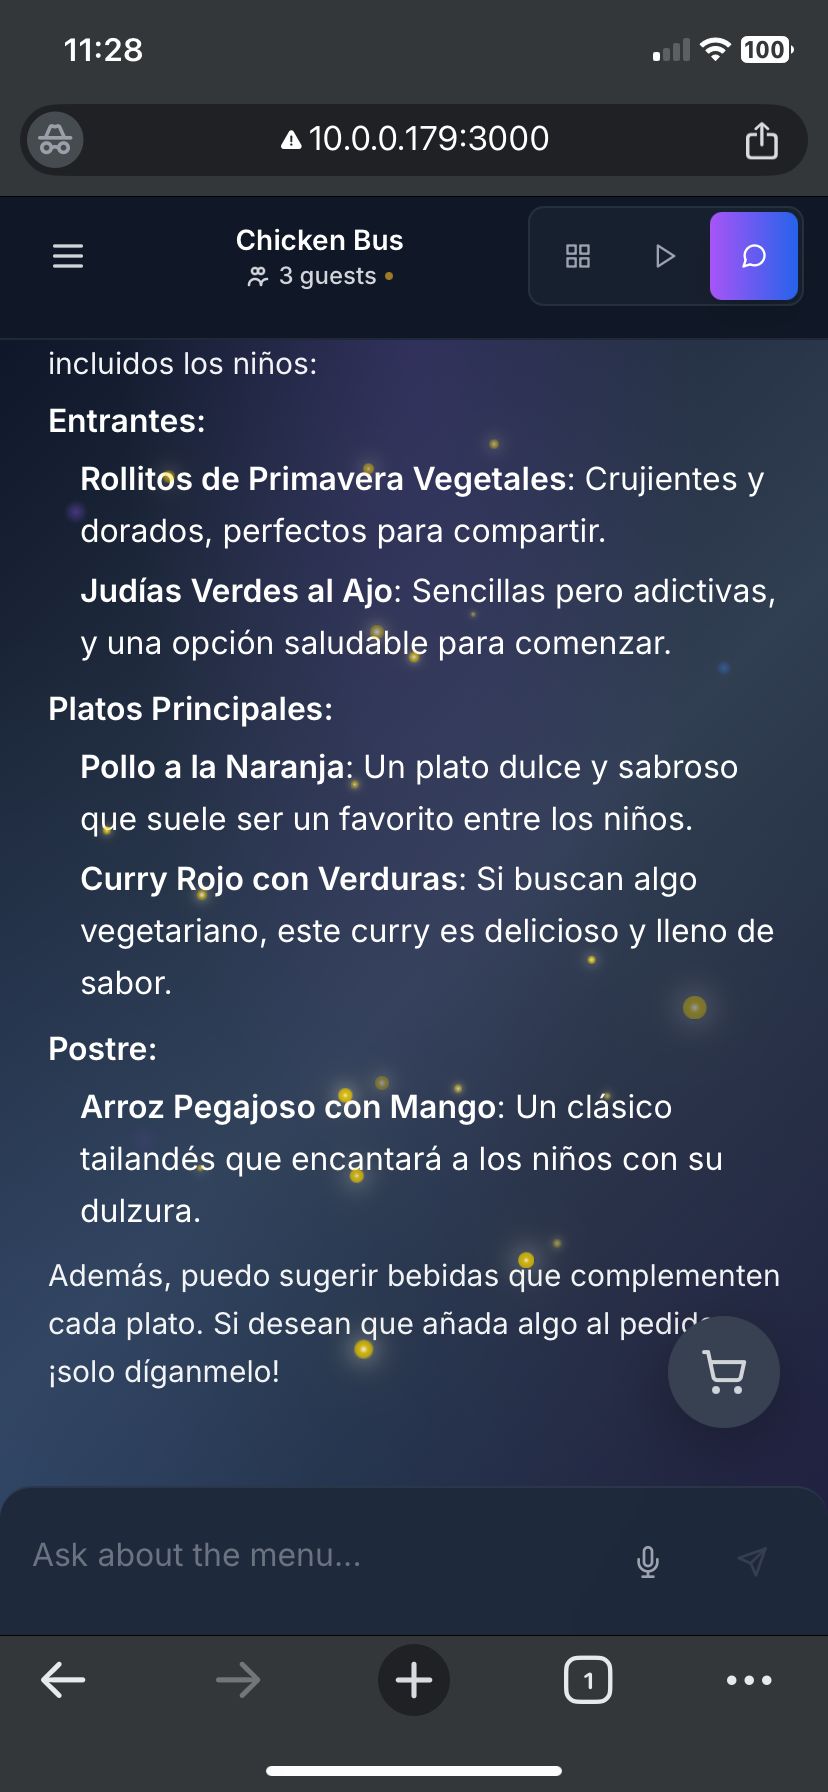 11:28
100
10.0.0.179:3000
Chicken Bus
3 guests
incluidos los niños:
Entrantes:
Rollitos de Primavera Vegetales: Crujientes y
dorados, perfectos para compartir.
Judías Verdes al Ajo: Sencillas pero adictivas,
y una opción saludable para comenzar.
Platos Principales:
Pollo a la Naranja: Un plato dulce y sabroso
que suele ser un favorito entre los niños.
Curry Rojo con Verduras: Si buscan algo
vegetariano, este curry es delicioso y lleno de
sabor.
Postre:
Arroz Pegajoso con Mango: Un clásico
tailandés que encantará a los niños con su
dulzura.
Además, puedo sugerir bebidas que complementen
cada plato. Si desean que añada algo al
¡solo díganmelo!
Ask about the menu...
1